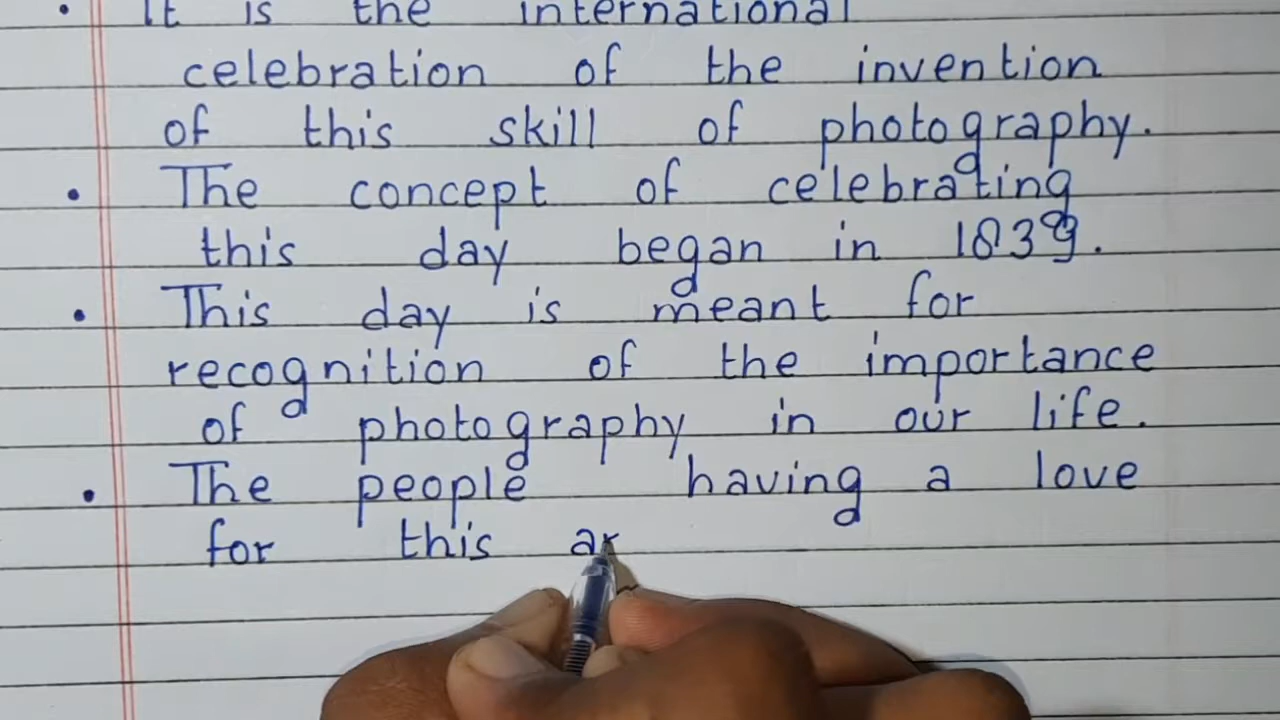 • It is the international
celebration of the invention
of this skill of photography.
• The concept of celebrating
this day began in 1839.
• This day is meant for
recognition of the importance
of photography in our life.
• The people having a love
for this ar